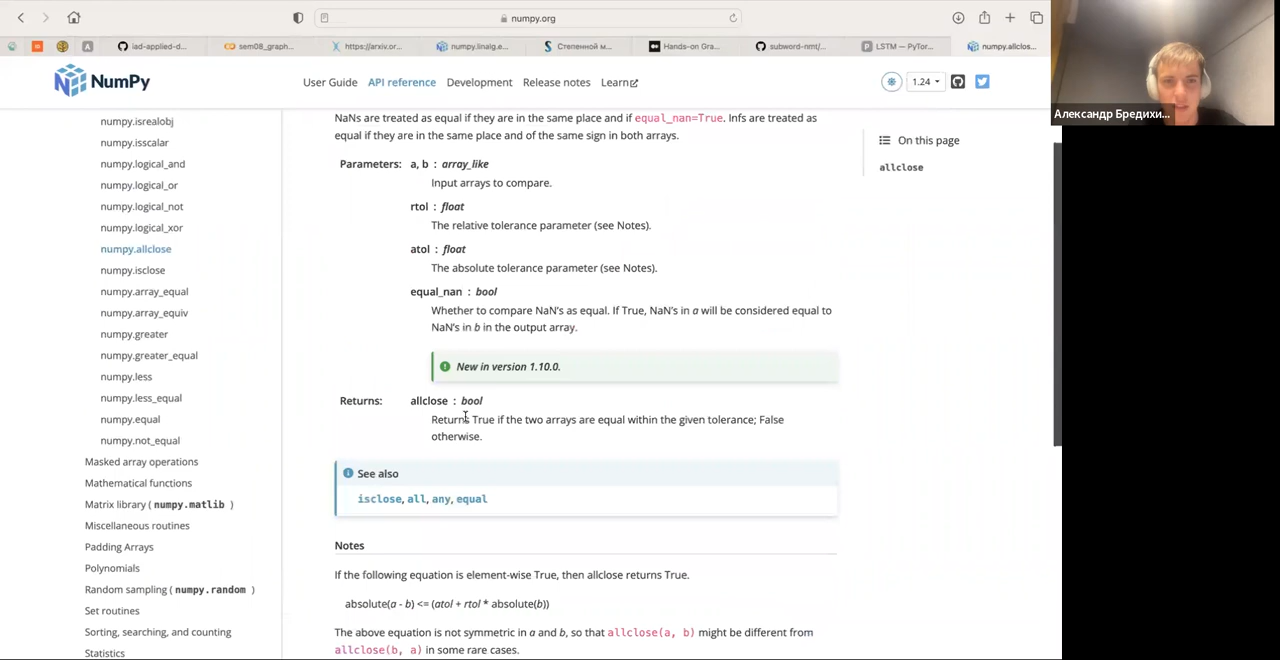 numpy.org
iad-applied-d...
sem08_graph...
https://arxiv.or...
numpy.linalg.e...
Степенной м...
Hands-on Gra...
subword-nmt/...
LSTM — PyTor...
numpy.allclos...
NumPy
User Guide
API reference
Development
Release notes
Learn
1.24
Александр Бредихи...
numpy.isrealobj
numpy.isscalar
numpy.logical_and
numpy.logical_or
numpy.logical_not
numpy.logical_xor
numpy.allclose
numpy.isclose
numpy.array_equal
numpy.array_equiv
numpy.greater
numpy.greater_equal
numpy.less
numpy.less_equal
numpy.equal
numpy.not_equal
Masked array operations
Mathematical functions
Matrix library ( numpy.matlib )
Miscellaneous routines
Padding Arrays
Polynomials
Random sampling ( numpy.random )
Set routines
Sorting, searching, and counting
Statistics
NaNs are treated as equal if they are in the same place and if equal_nan=True. Infs are treated as
equal if they are in the same place and of the same sign in both arrays.
Parameters: a, b : array_like
Input arrays to compare.
rtol : float
The relative tolerance parameter (see Notes).
atol : float
The absolute tolerance parameter (see Notes).
equal_nan : bool
Whether to compare NaN's as equal. If True, NaN's in a will be considered equal to
NaN's in b in the output array.
New in version 1.10.0.
Returns: allclose : bool
Returns True if the two arrays are equal within the given tolerance; False
otherwise.
See also
isclose, all, any, equal
Notes
If the following equation is element-wise True, then allclose returns True.
absolute(a - b) <= (atol + rtol * absolute(b))
The above equation is not symmetric in a and b, so that allclose(a, b) might be different from
allclose(b, a) in some rare cases.
On this page
allclose